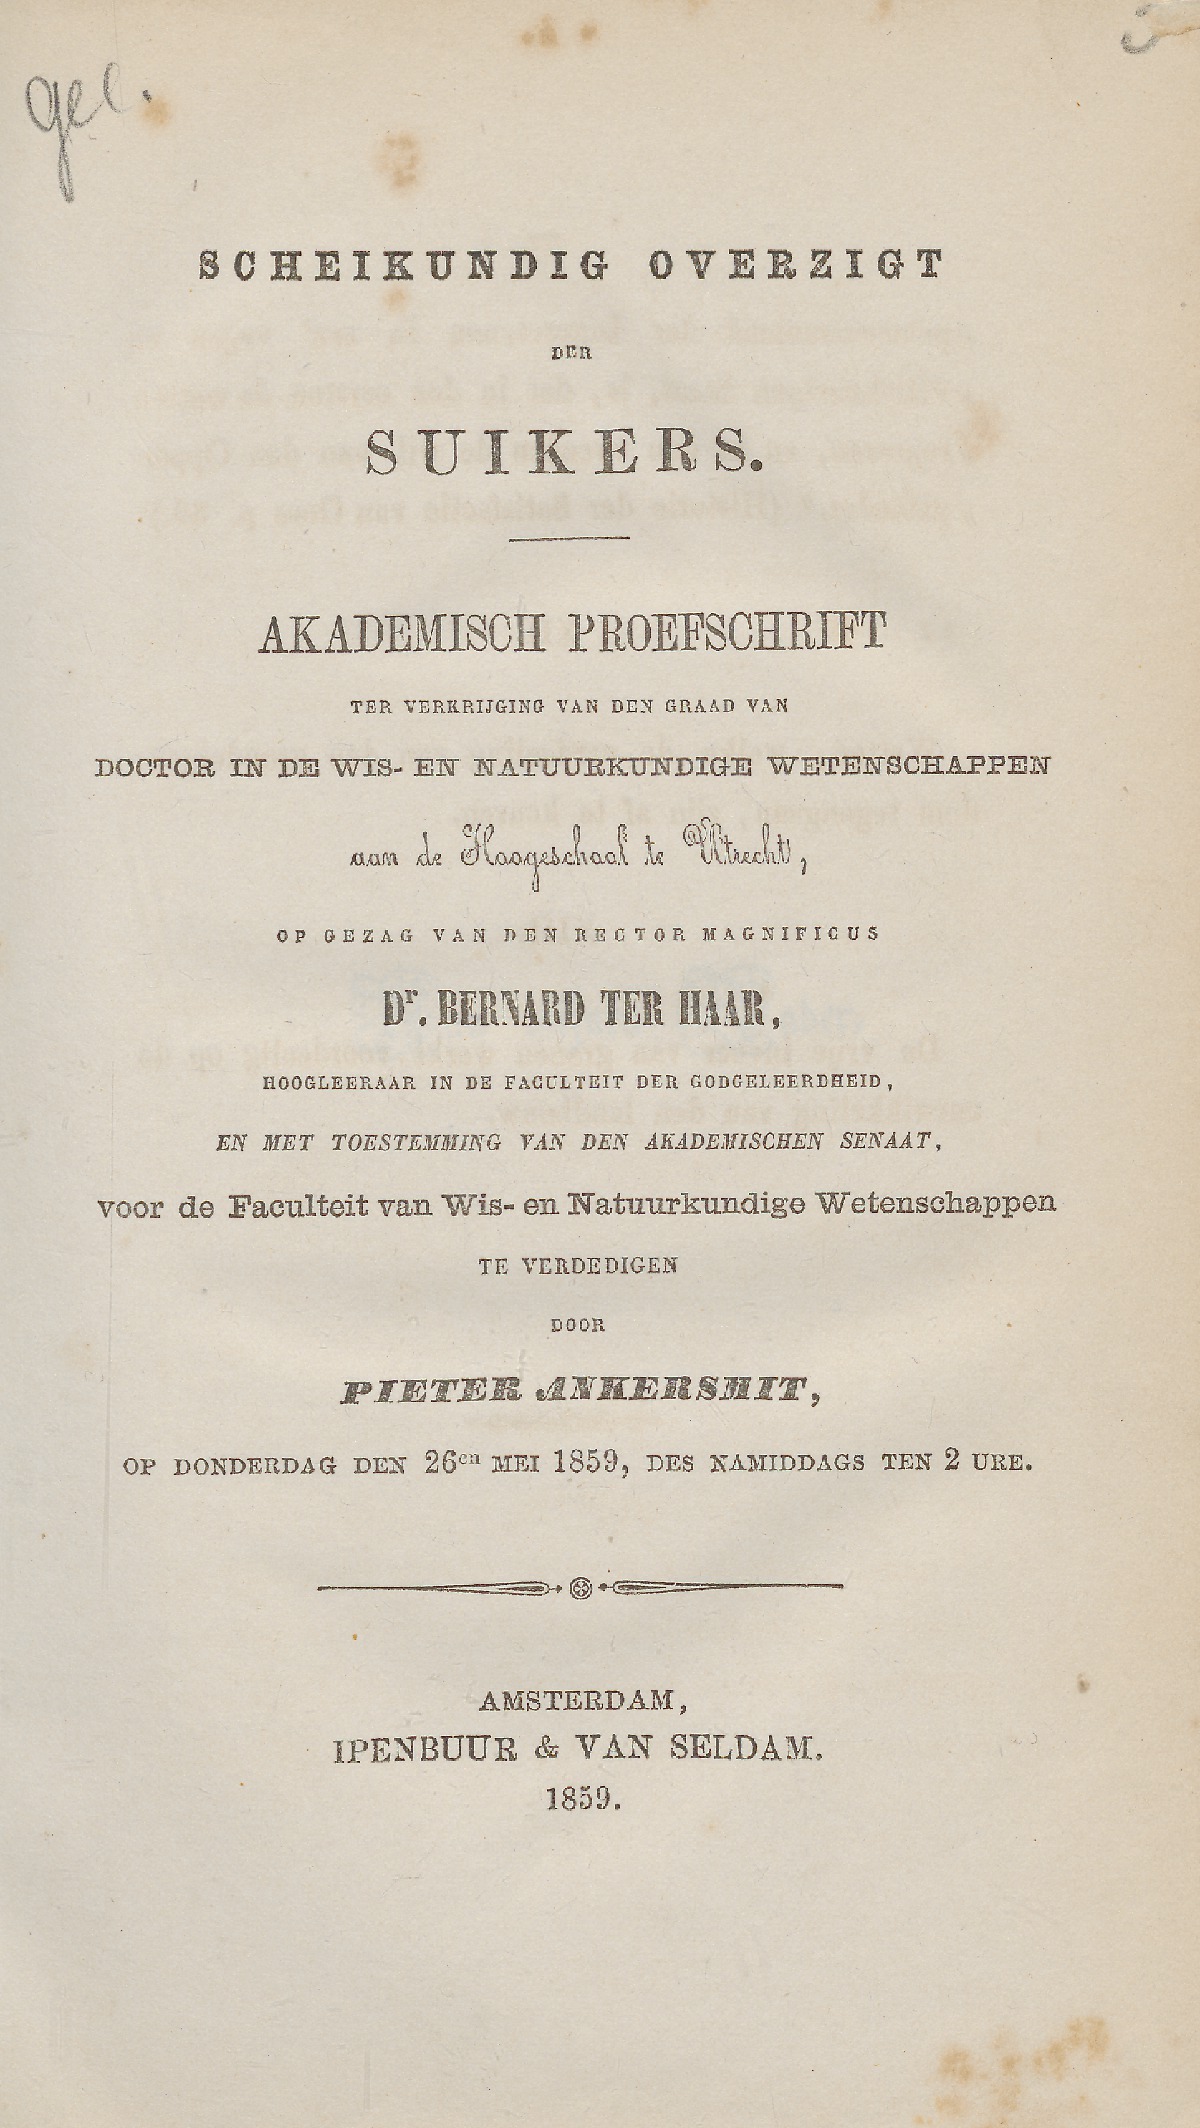 gel.
SCHEIKUNDIG OVERZIGT
DER
SUIKERS.
AKADEMISCH PROEFSCHRIFT
TER VERKRIJGING VAN DEN GRAAD VAN
DOCTOR IN DE WIS- EN NATUURKUNDIGE WETENSCHAPPEN
aan de Hoogeschool te Utrecht,
OP GEZAG VAN DEN RECTOR MAGNIFICUS
Dr. BERNARD TER HAAR,
HOOGLEERAAR IN DE FACULTEIT DER GODGELEERDHEID,
EN MET TOESTEMMING VAN DEN AKADEMISCHEN SENAAT,
voor de Faculteit van Wis- en Natuurkundige Wetenschappen
TE VERDEDIGEN
DOOR
PIETER ANKERSMIT,
OP DONDERDAG DEN 26en MEI 1859, DES NAMIDDAGS TEN 2 URE.
AMSTERDAM,
IPENBUUR & VAN SELDAM.
1859.